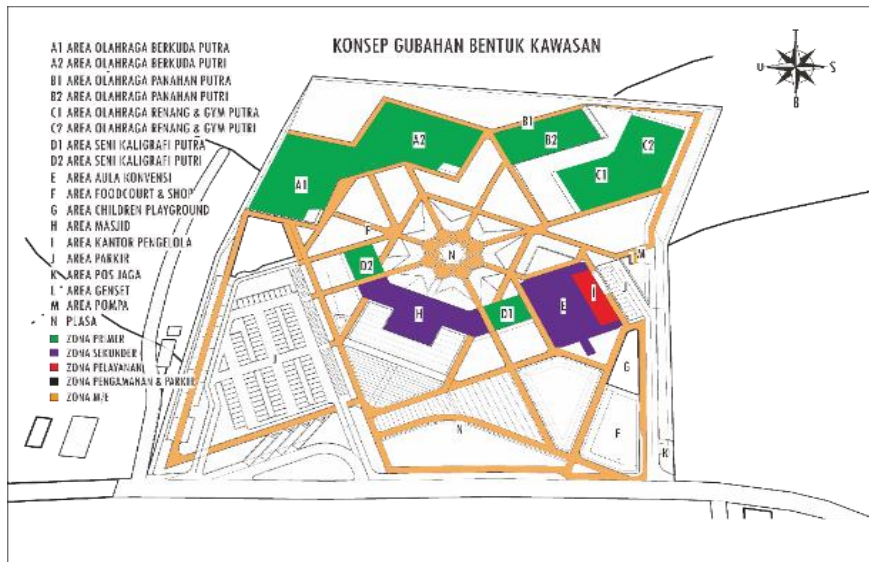 KONSEP GUBAHAN BENTUK KAWASAN
A1 AREA OLAHRAGA BERKUDA PUTRA
A2 AREA OLAHRAGA BERKUDA PUTRI
B1 AREA OLAHRAGA PANAHAN PUTRA
B2 AREA OLAHRAGA PANAHAN PUTRI
C1 AREA OLAHRAGA RENANG & GYM PUTRA
C2 AREA OLAHRAGA RENANG & GYM PUTRI
D1 AREA SENI KALIGRAFI PUTRA
D2 AREA SENI KALIGRAFI PUTRI
E AREA AULA KONVENSI
F AREA FOODCOURT & SHOP
G AREA CHILDREN PLAYGROUND
H AREA MASJID
I AREA KANTOR PENGELOLA
J AREA PARKIR
K AREA POS JAGA
L AREA GENSET
M AREA POMPA
N PLASA
ZONA PRIMER
ZONA SEKUNDER
ZONA PELAYANAN
ZONA PENGAMANAN & PARKIR
ZONA M/E
T
U S
B
B1
A2
B2
C2
C1
A1
F
N
M
D2
I
J
E
H
D1
J
G
N
F
K